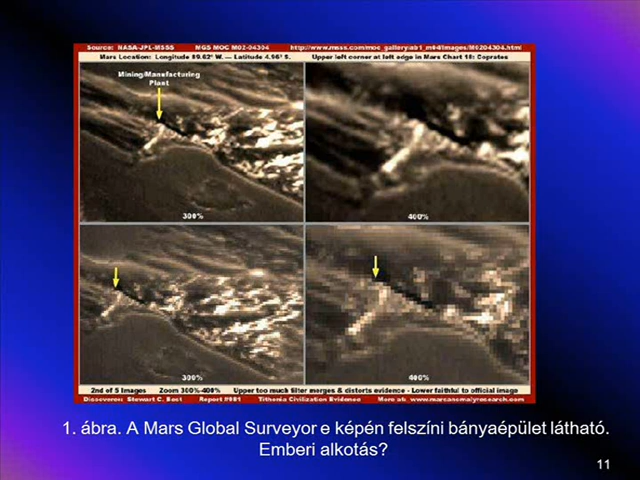 Source: NASA-JPL-MSSS MGS MOC M02-04304 http://www.msss.com/moc_gallery/ab1_m04/images/M0204304.html
Mars Location: Longitude 89.62° W. — Latitude 4.96° S. Upper left corner at left edge in Mars Chart 18: Coprates
Mining/Manufacturing
Plant
300%
400%
300%
400%
2nd of 5 Images Zoom 300%-400% Upper too much filter merges & distorts evidence - Lower faithful to official image
Discoverer: Stewart C. Best Report #081 Tithonia Civilization Evidence More at: www.marsanomalyresearch.com
1. ábra. A Mars Global Surveyor e képén felszíni bányaépület látható.
Emberi alkotás?
11